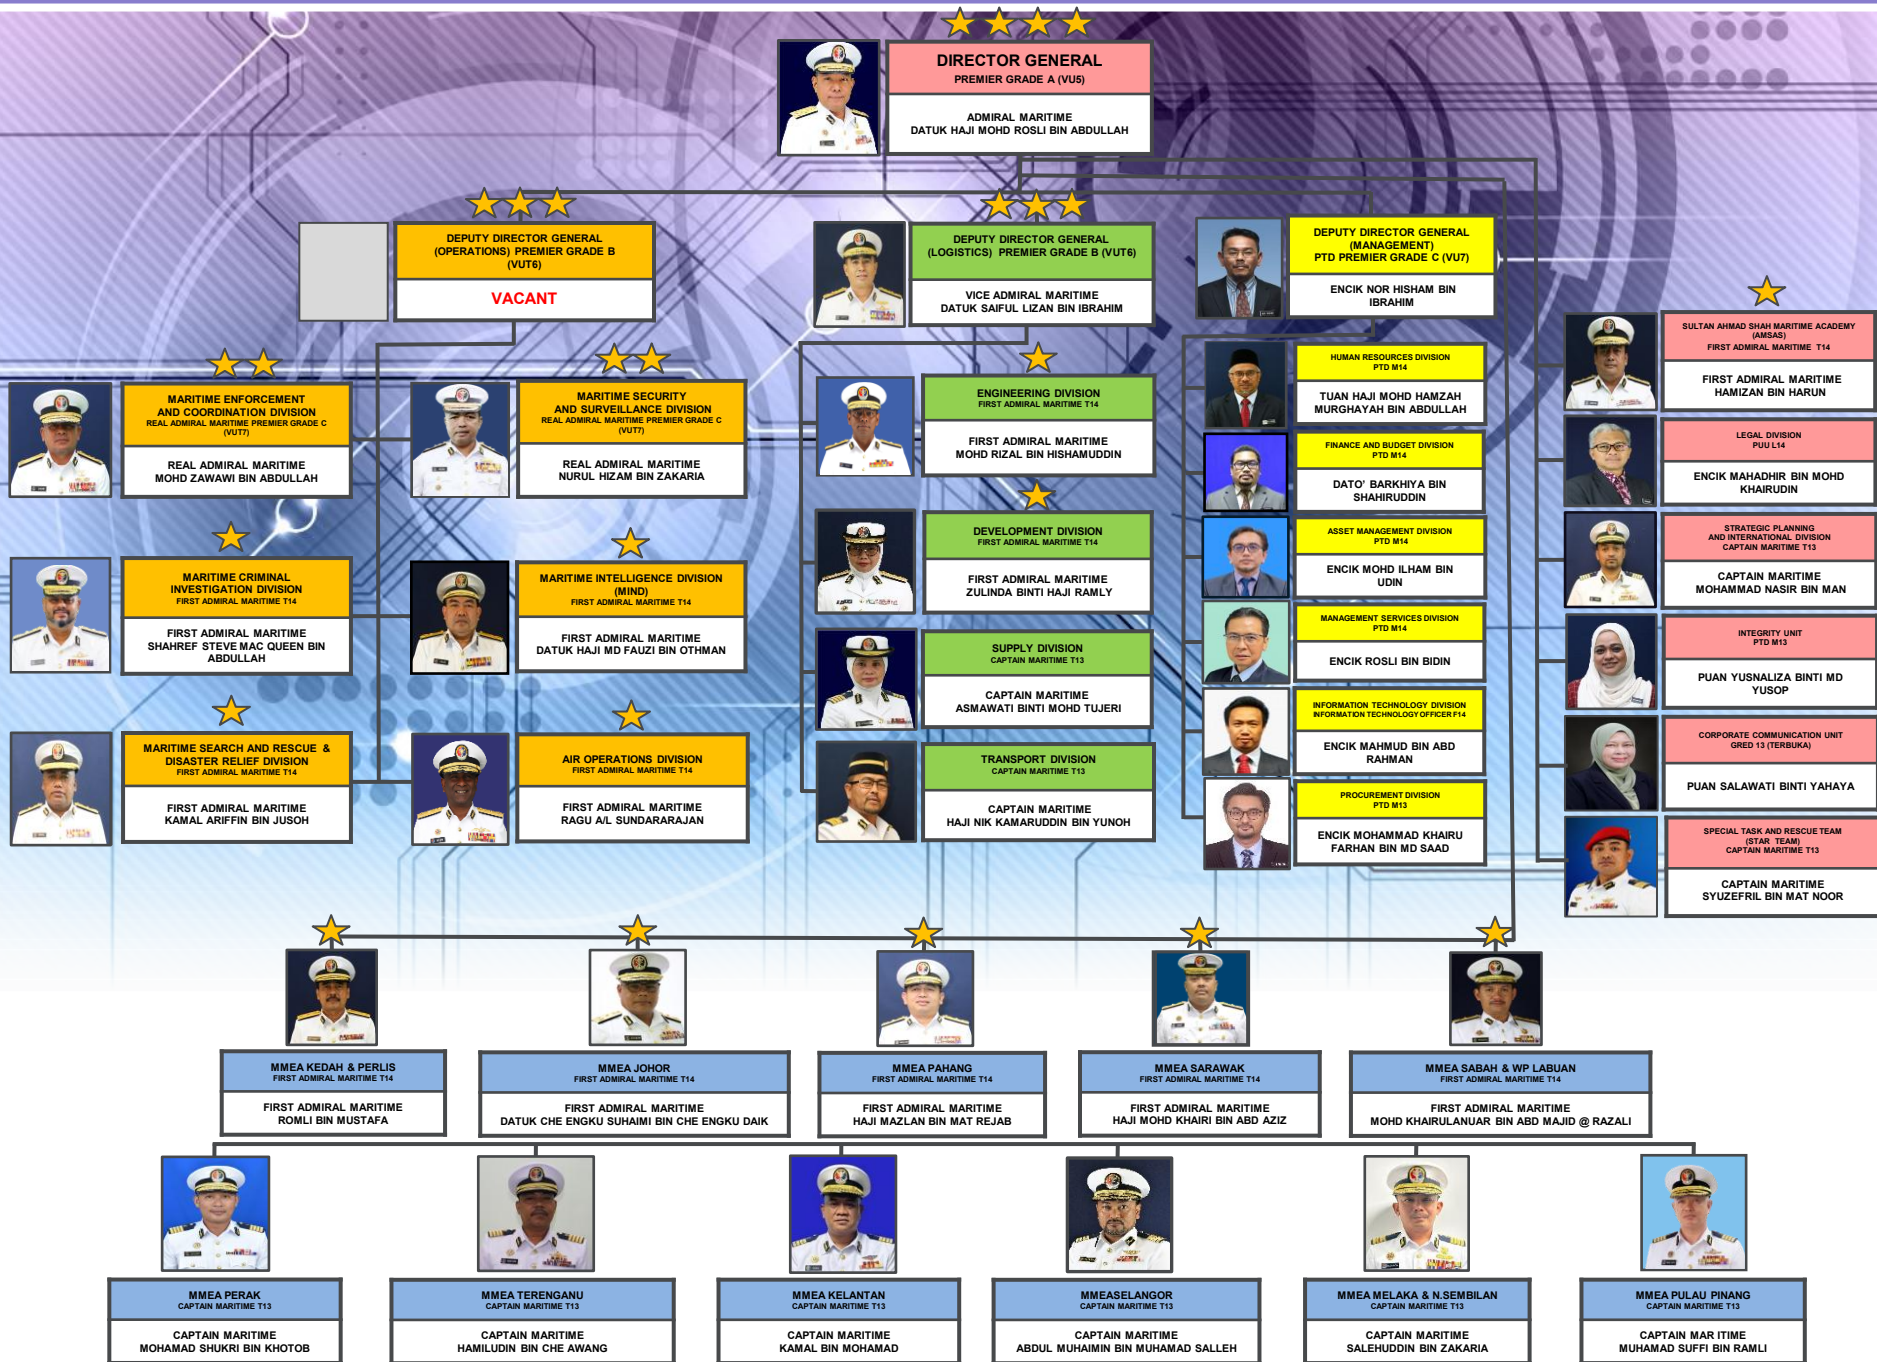 DIRECTOR GENERAL
PREMIER GRADE A (VU5)
ADMIRAL MARITIME
DATUK HAJI MOHD ROSLI BIN ABDULLAH
DEPUTY DIRECTOR GENERAL
(OPERATIONS) PREMIER GRADE B
(VUT6)
VACANT
DEPUTY DIRECTOR GENERAL
(LOGISTICS) PREMIER GRADE B (VUT6)
VICE ADMIRAL MARITIME
DATUK SAIFUL LIZAN BIN IBRAHIM
DEPUTY DIRECTOR GENERAL
(MANAGEMENT)
PTD PREMIER GRADE C (VU7)
ENCIK NOR HISHAM BIN
IBRAHIM
MARITIME ENFORCEMENT
AND COORDINATION DIVISION
REAL ADMIRAL MARITIME PREMIER GRADE C
(VUT7)
REAL ADMIRAL MARITIME
MOHD ZAWAWI BIN ABDULLAH
MARITIME SECURITY
AND SURVEILLANCE DIVISION
REAL ADMIRAL MARITIME PREMIER GRADE C
(VUT7)
REAL ADMIRAL MARITIME
NURUL HIZAM BIN ZAKARIA
MARITIME CRIMINAL
INVESTIGATION DIVISION
FIRST ADMIRAL MARITIME T14
FIRST ADMIRAL MARITIME
SHAHREF STEVE MAC QUEEN BIN
ABDULLAH
MARITIME INTELLIGENCE DIVISION
(MIND)
FIRST ADMIRAL MARITIME T14
FIRST ADMIRAL MARITIME
DATUK HAJI MD FAUZI BIN OTHMAN
MARITIME SEARCH AND RESCUE &
DISASTER RELIEF DIVISION
FIRST ADMIRAL MARITIME T14
FIRST ADMIRAL MARITIME
KAMAL ARIFFIN BIN JUSOH
AIR OPERATIONS DIVISION
FIRST ADMIRAL MARITIME T14
FIRST ADMIRAL MARITIME
RAGU A/L SUNDARARAJAN
ENGINEERING DIVISION
FIRST ADMIRAL MARITIME T14
FIRST ADMIRAL MARITIME
MOHD RIZAL BIN HISHAMUDDIN
DEVELOPMENT DIVISION
FIRST ADMIRAL MARITIME T14
FIRST ADMIRAL MARITIME
ZULINDA BINTI HAJI RAMLY
SUPPLY DIVISION
CAPTAIN MARITIME T13
CAPTAIN MARITIME
ASMAWATI BINTI MOHD TUJERI
TRANSPORT DIVISION
CAPTAIN MARITIME T13
CAPTAIN MARITIME
HAJI NIK KAMARUDDIN BIN YUNOH
HUMAN RESOURCES DIVISION
PTD M14
TUAN HAJI MOHD HAMZAH
MURGHAYAH BIN ABDULLAH
FINANCE AND BUDGET DIVISION
PTD M14
DATO' BARKHIYA BIN
SHAHIRUDDIN
ASSET MANAGEMENT DIVISION
PTD M14
ENCIK MOHD ILHAM BIN
UDIN
MANAGEMENT SERVICES DIVISION
PTD M14
ENCIK ROSLI BIN BIDIN
INFORMATION TECHNOLOGY DIVISION
INFORMATION TECHNOLOGY OFFICER F14
ENCIK MAHMUD BIN ABD
RAHMAN
PROCUREMENT DIVISION
PTD M13
ENCIK MOHAMMAD KHAIRU
FARHAN BIN MD SAAD
SULTAN AHMAD SHAH MARITIME ACADEMY
(AMSAS)
FIRST ADMIRAL MARITIME T14
FIRST ADMIRAL MARITIME
HAMIZAN BIN HARUN
LEGAL DIVISION
PUU L14
ENCIK MAHADHIR BIN MOHD
KHAIRUDIN
STRATEGIC PLANNING
AND INTERNATIONAL DIVISION
CAPTAIN MARITIME T13
CAPTAIN MARITIME
MOHAMMAD NASIR BIN MAN
INTEGRITY UNIT
PTD M13
PUAN YUSNALIZA BINTI MD
YUSOP
CORPORATE COMMUNICATION UNIT
GRED 13 (TERBUKA)
PUAN SALAWATI BINTI YAHAYA
SPECIAL TASK AND RESCUE TEAM
(STAR TEAM)
CAPTAIN MARITIME T13
CAPTAIN MARITIME
SYUZEFRIL BIN MAT NOOR
MMEA KEDAH & PERLIS
FIRST ADMIRAL MARITIME T14
FIRST ADMIRAL MARITIME
ROMLI BIN MUSTAFA
MMEA JOHOR
FIRST ADMIRAL MARITIME T14
FIRST ADMIRAL MARITIME
DATUK CHE ENGKU SUHAIMI BIN CHE ENGKU DAIK
MMEA PAHANG
FIRST ADMIRAL MARITIME T14
FIRST ADMIRAL MARITIME
HAJI MAZLAN BIN MAT REJAB
MMEA SARAWAK
FIRST ADMIRAL MARITIME T14
FIRST ADMIRAL MARITIME
HAJI MOHD KHAIRI BIN ABD AZIZ
MMEA SABAH & WP LABUAN
FIRST ADMIRAL MARITIME T14
FIRST ADMIRAL MARITIME
MOHD KHAIRULANUAR BIN ABD MAJID @ RAZALI
MMEA PERAK
CAPTAIN MARITIME T13
CAPTAIN MARITIME
MOHAMAD SHUKRI BIN KHOTOB
MMEA TERENGANU
CAPTAIN MARITIME T13
CAPTAIN MARITIME
HAMILUDIN BIN CHE AWANG
MMEA KELANTAN
CAPTAIN MARITIME T13
CAPTAIN MARITIME
KAMAL BIN MOHAMAD
MMEASELANGOR
CAPTAIN MARITIME T13
CAPTAIN MARITIME
ABDUL MUHAIMIN BIN MUHAMAD SALLEH
MMEA MELAKA & N.SEMBILAN
CAPTAIN MARITIME T13
CAPTAIN MARITIME
SALEHUDDIN BIN ZAKARIA
MMEA PULAU PINANG
CAPTAIN MARITIME T13
CAPTAIN MAR ITIME
MUHAMAD SUFFI BIN RAMLI